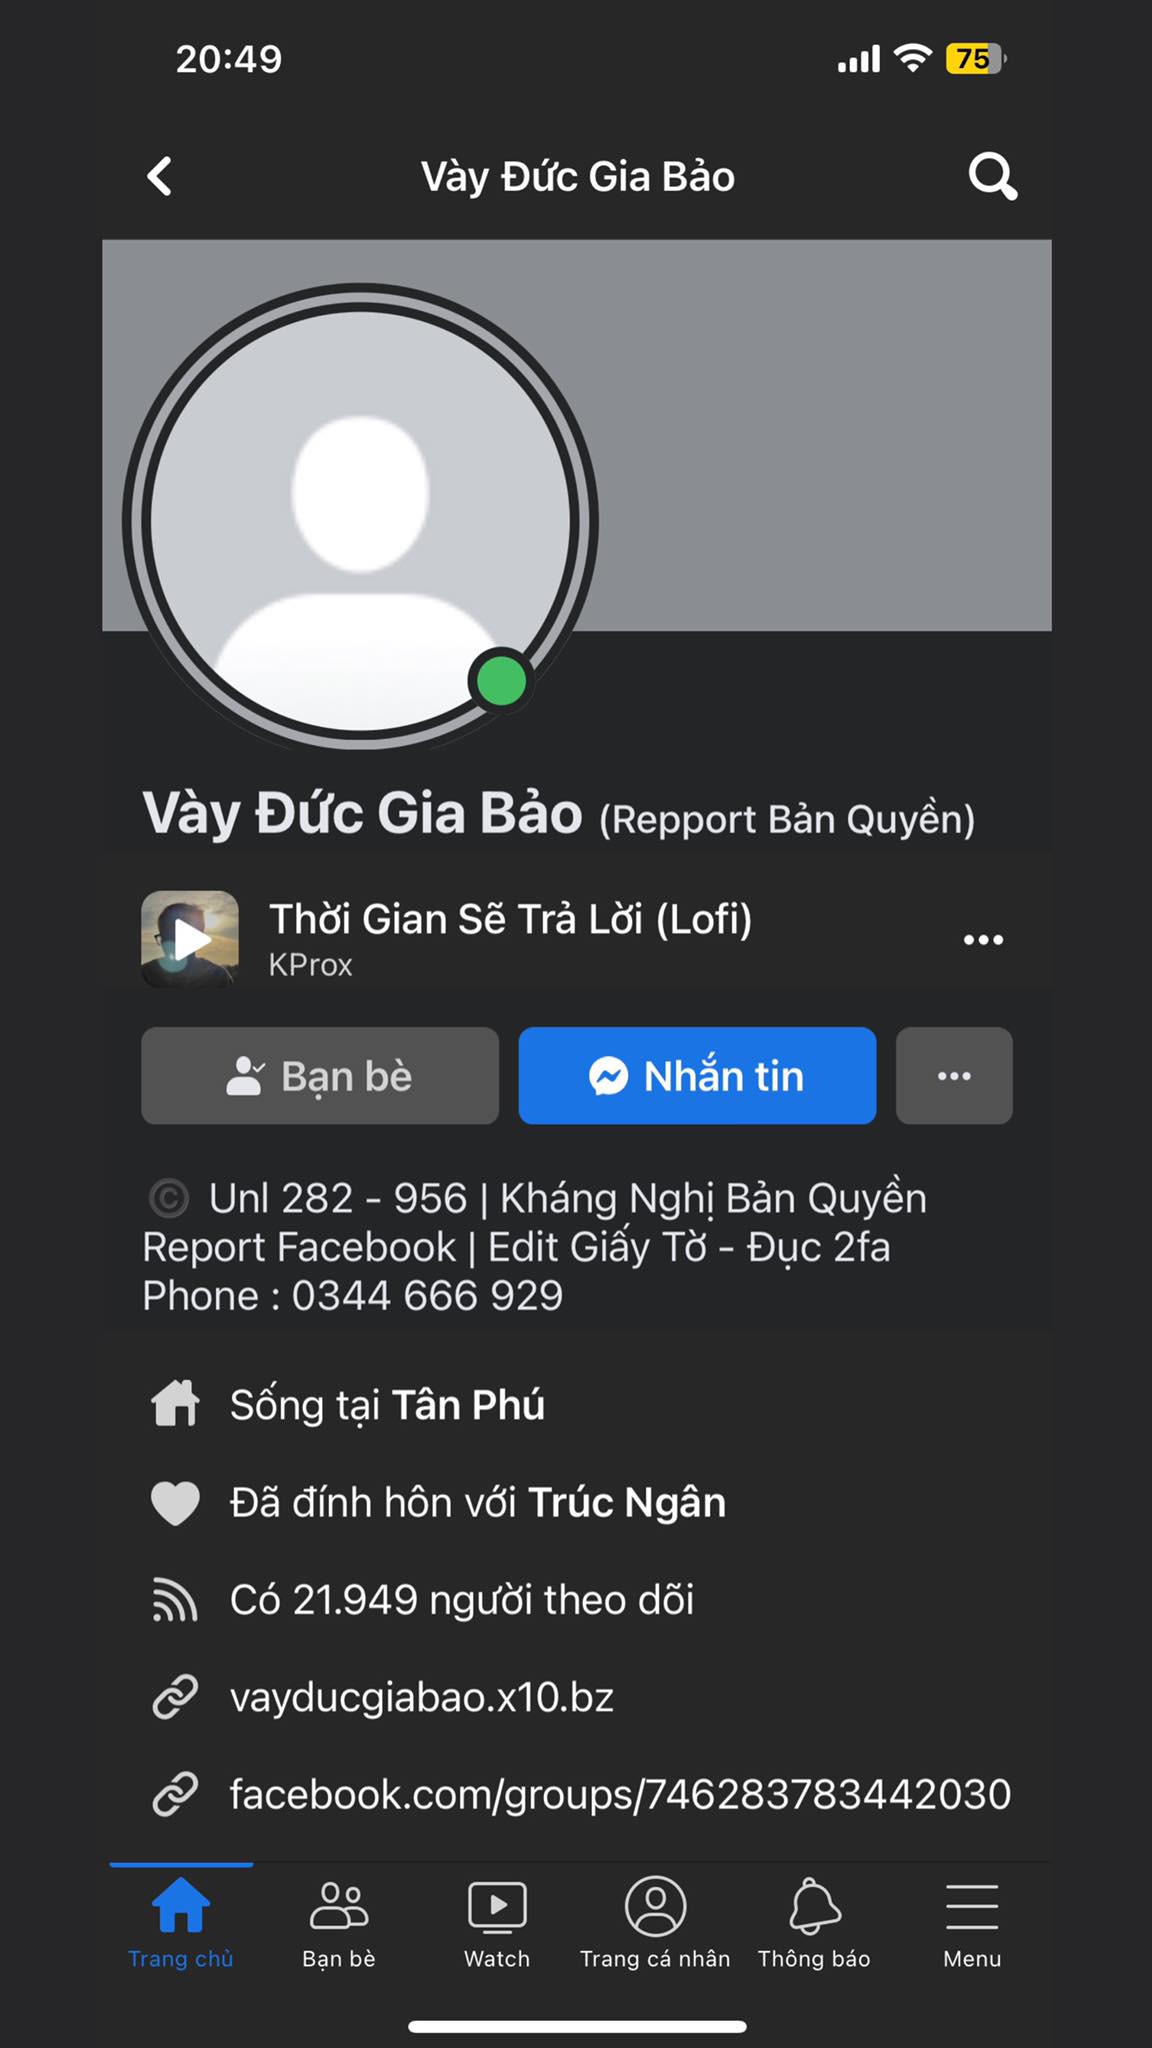 20:49
75
Vày Đức Gia Bảo
Vày Đức Gia Bảo (Repport Bản Quyền)
Thời Gian Sẽ Trả Lời (Lofi)
KProx
Bạn bè
Nhắn tin
© Unl 282 - 956 | Kháng Nghị Bản Quyền
Report Facebook | Edit Giấy Tờ - Đục 2fa
Phone : 0344 666 929
Sống tại Tân Phú
Đã đính hôn với Trúc Ngân
Có 21.949 người theo dõi
vayducgiabao.x10.bz
facebook.com/groups/746283783442030
Trang chủ
Bạn bè
Watch
Trang cá nhân
Thông báo
Menu